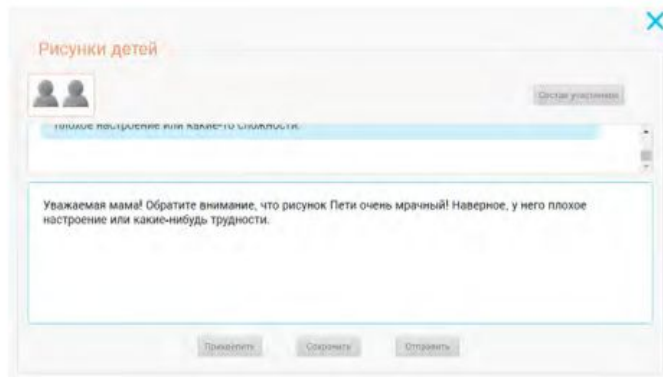 Рисунки детей
Состав участников
плохое настроение или какие-то сложности.
Уважаемая мама! Обратите внимание, что рисунок Пети очень мрачный! Наверное, у него плохое
настроение или какие-нибудь трудности.
Прикрепить Сохранить Отправить